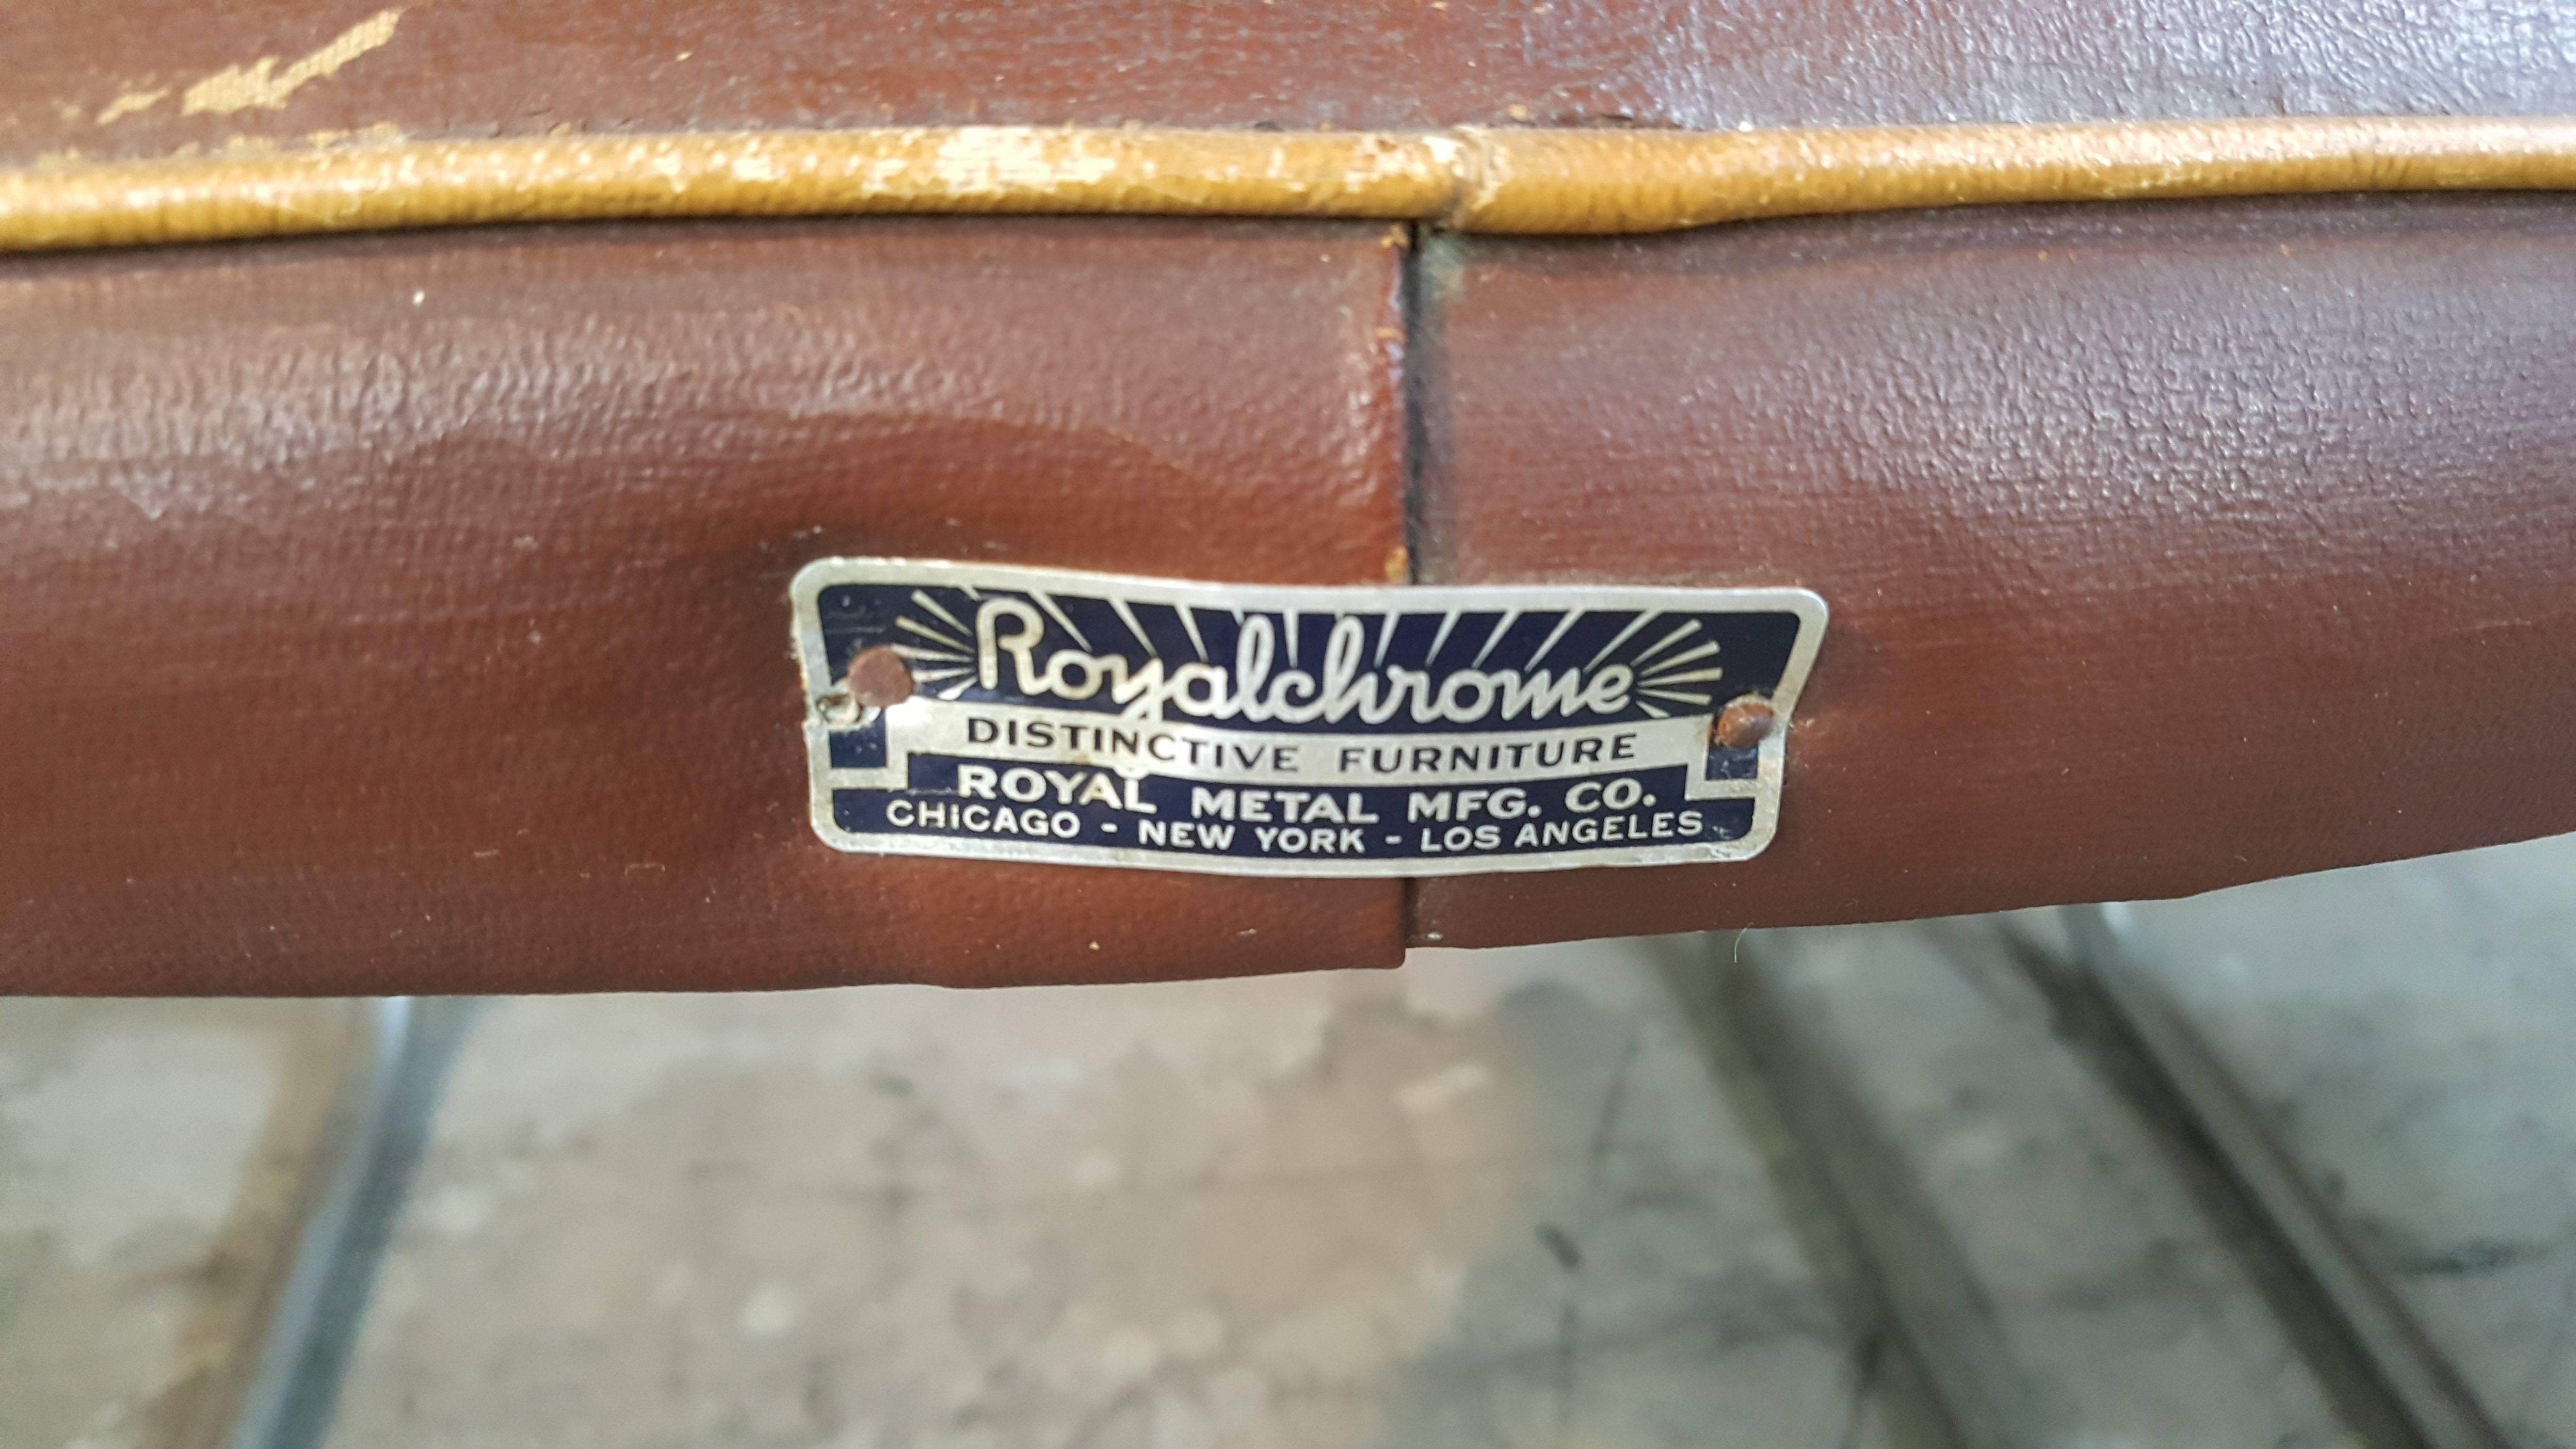 Royalchrome
DISTINCTIVE FURNITURE
ROYAL METAL MFG. CO.
CHICAGO - NEW YORK - LOS ANGELES